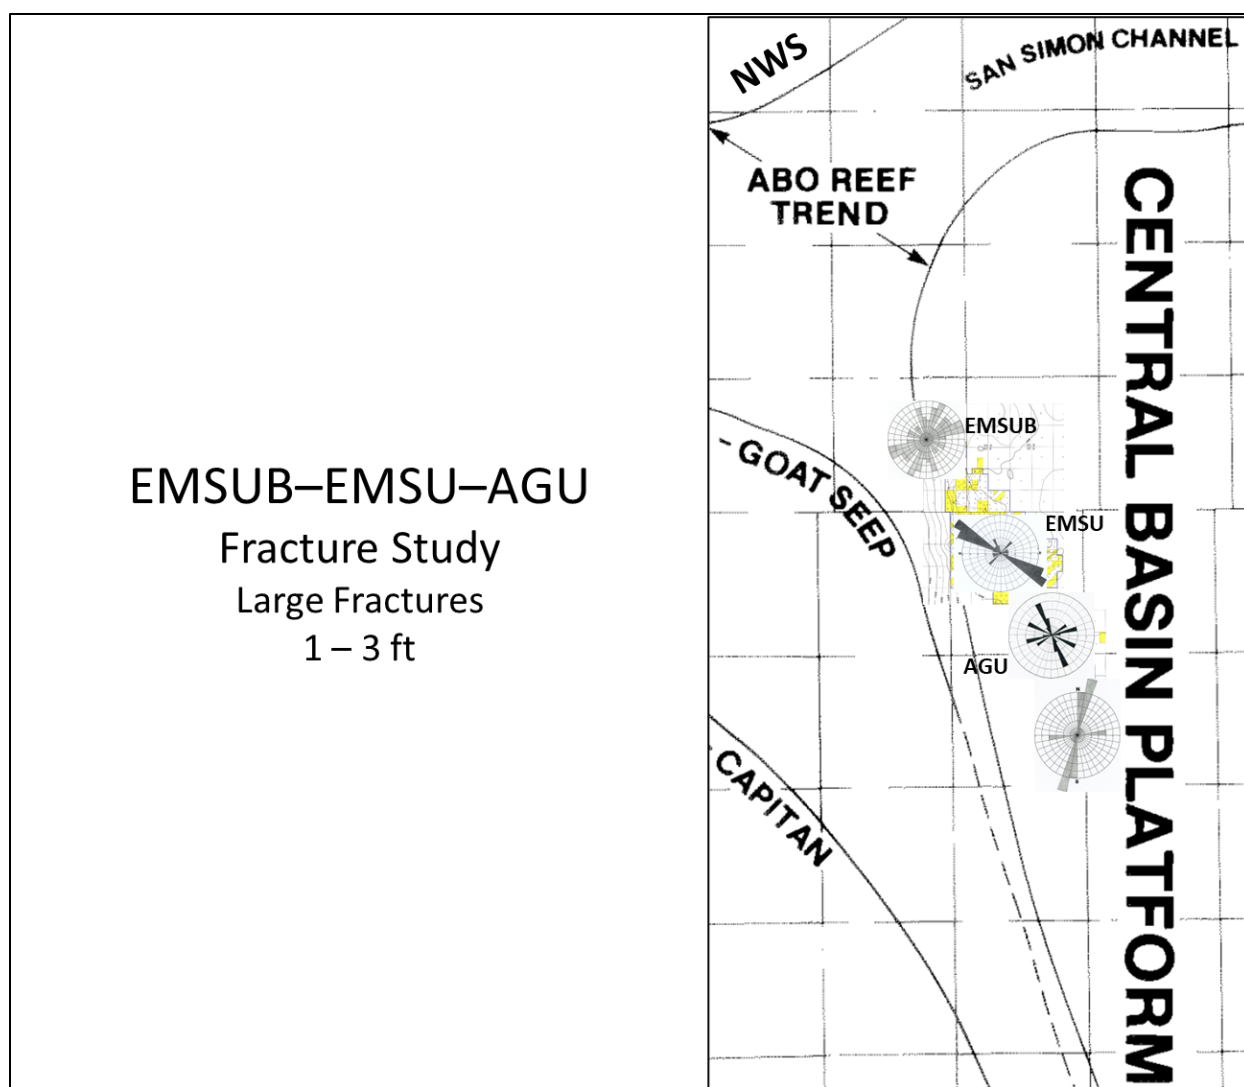 EMSUB–EMSU–AGU
Fracture Study
Large Fractures
1 – 3 ft
NWS
SAN SIMON CHANNEL
ABO REEF
TREND
CENTRAL BASIN PLATFORM
EMSUB
GOAT SEEP
EMSU
AGU
CAPITAN